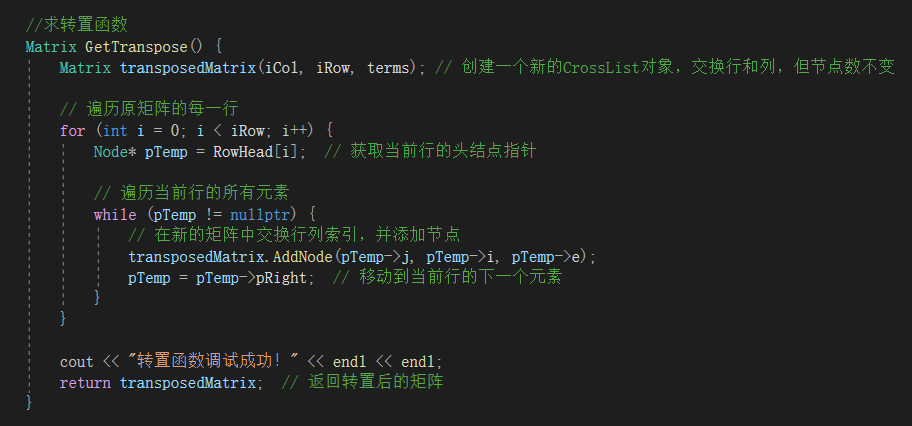 //求转置函数
Matrix GetTranspose() {
Matrix transposedMatrix(iCol, iRow, terms); // 创建一个新的CrossList对象，交换行和列，但节点数不变
// 遍历原矩阵的每一行
for (int i = 0; i < iRow; i++) {
Node* pTemp = RowHead[i]; // 获取当前行的头结点指针
// 遍历当前行的所有元素
while (pTemp != nullptr) {
// 在新的矩阵中交换行列索引，并添加节点
transposedMatrix.AddNode(pTemp->j, pTemp->i, pTemp->e);
pTemp = pTemp->pRight; // 移动到当前行的下一个元素
}
}
cout << "转置函数调试成功！" << endl << endl;
return transposedMatrix; // 返回转置后的矩阵
}